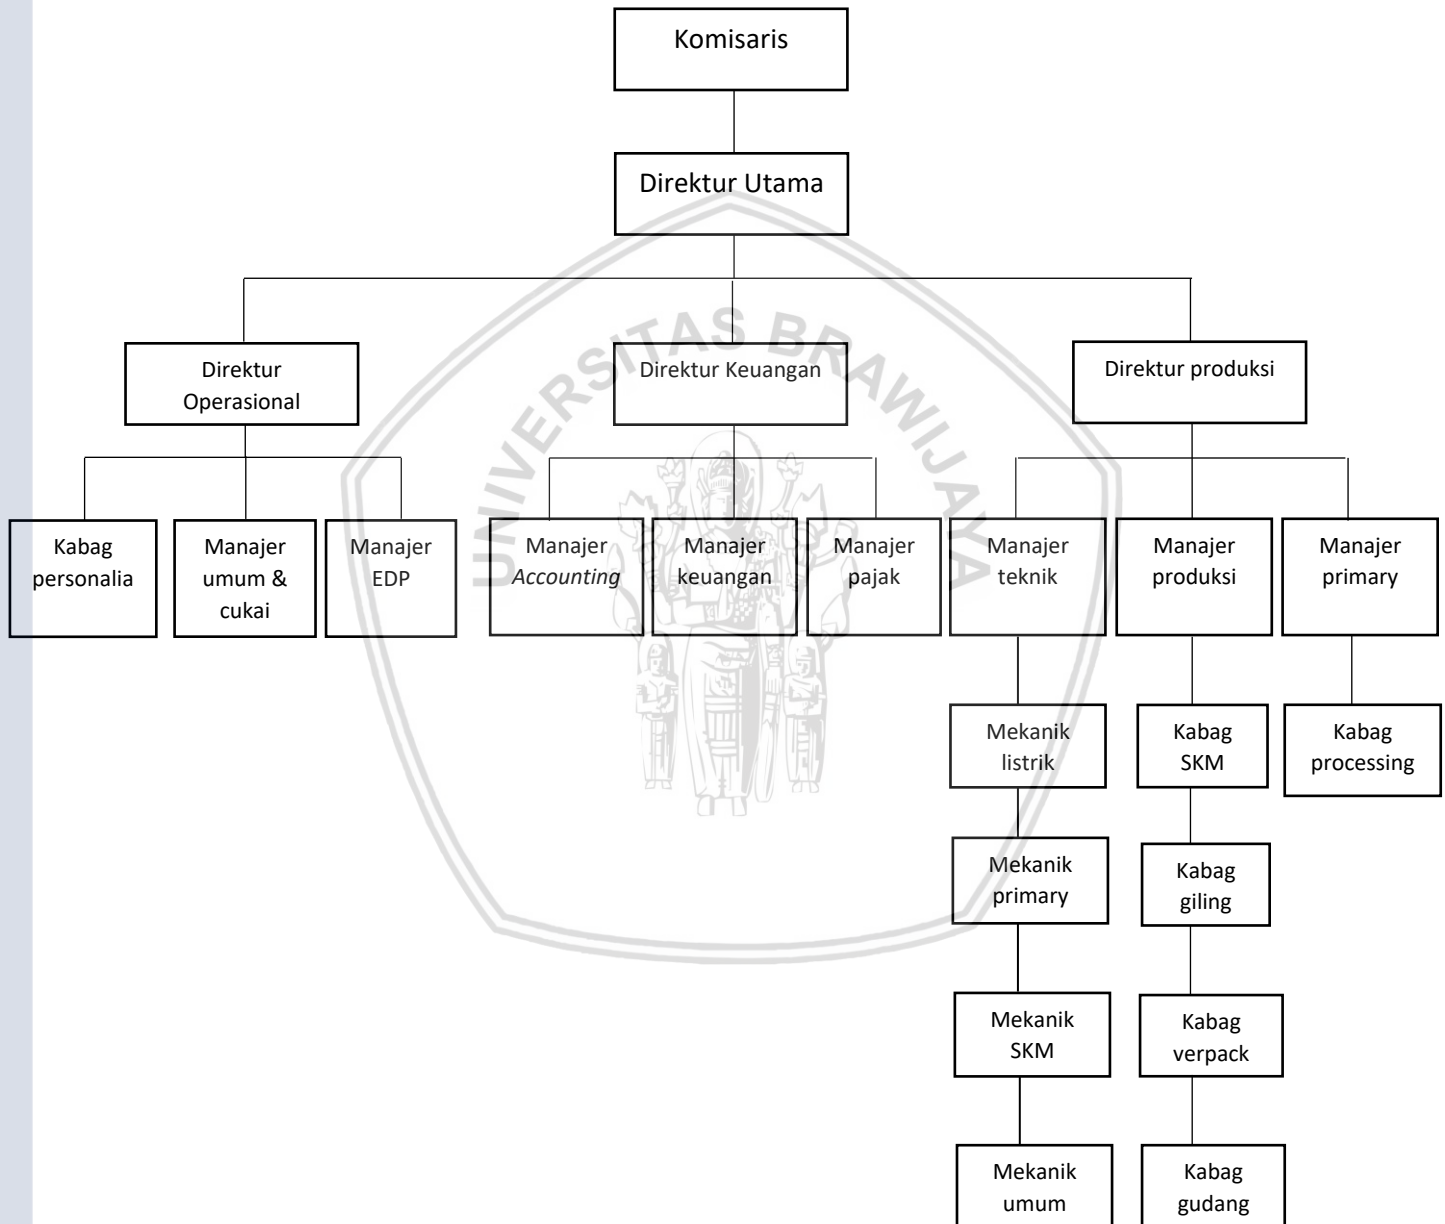 Komisaris
Direktur Utama
UNIVERSITAS BRAWIJAYA
Direktur
Operasional
Direktur Keuangan
Direktur produksi
Kabag
personalia
Manajer
umum &
cukai
Manajer
EDP
Manajer
Accounting
Manajer
keuangan
Manajer
pajak
Manajer
teknik
Manajer
produksi
Manajer
primary
Mekanik
listrik
Kabag
SKM
Kabag
processing
Mekanik
primary
Kabag
giling
Mekanik
SKM
Kabag
verpack
Mekanik
umum
Kabag
gudang